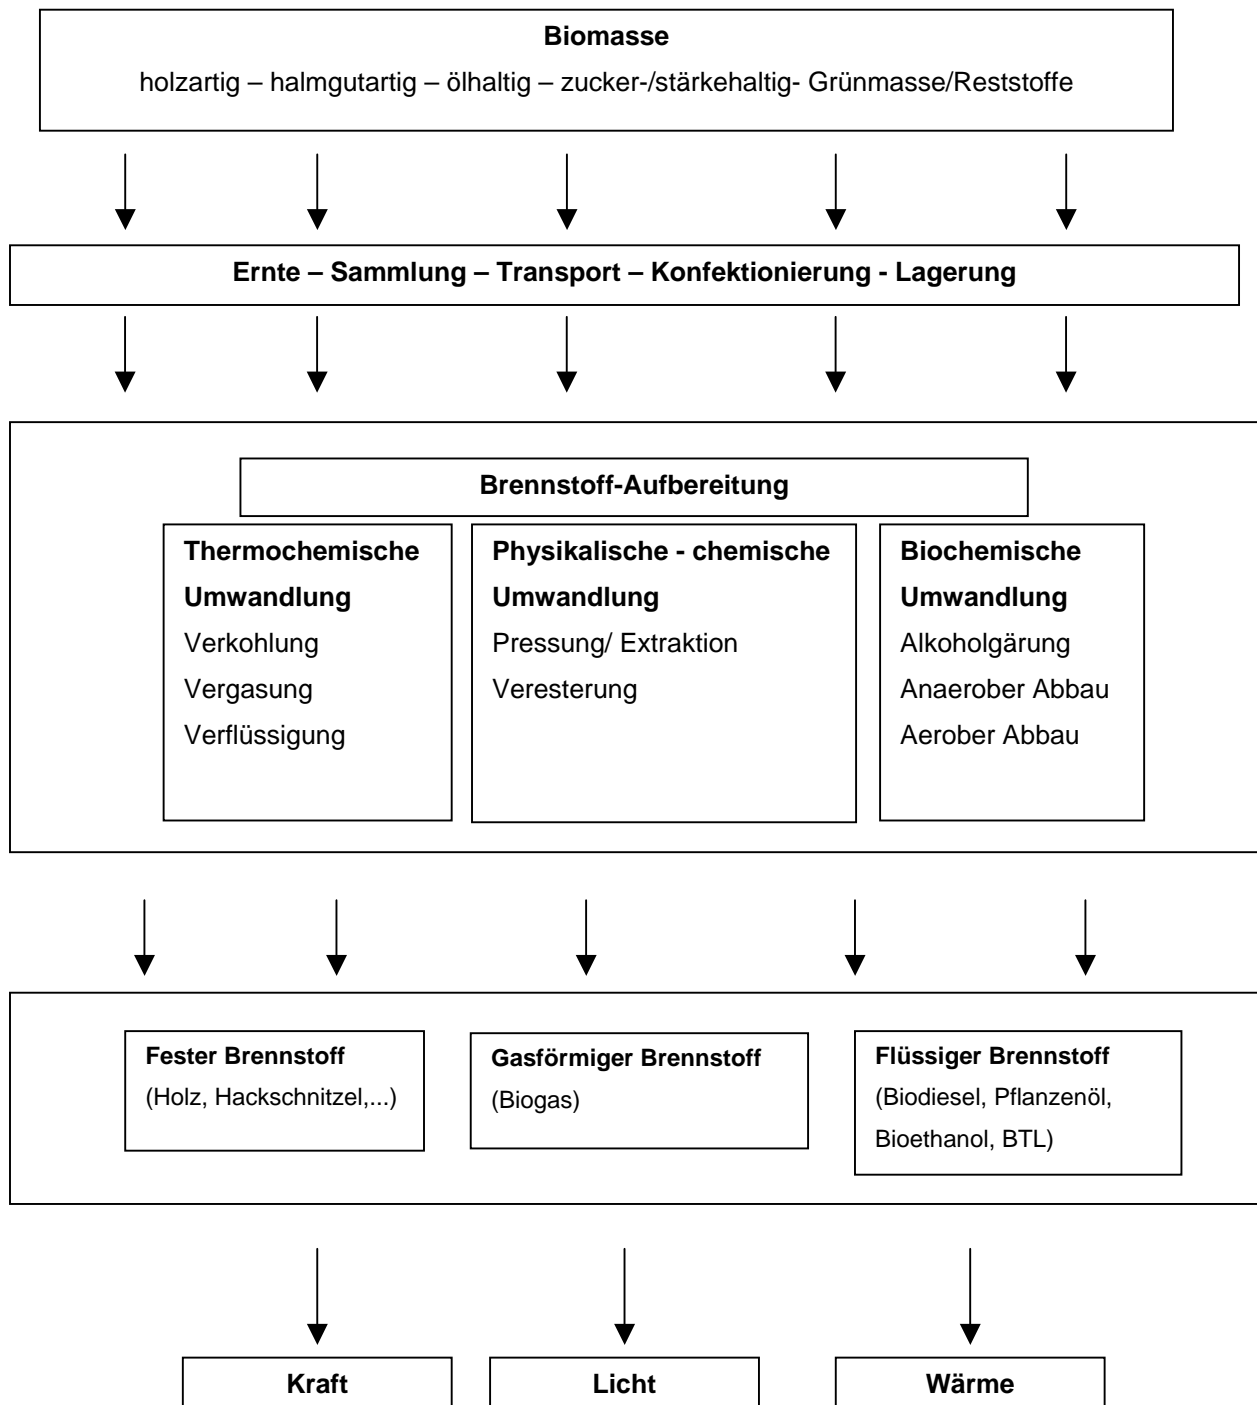 Biomasse
holzartig – halmgutartig – ölhaltig – zucker-/stärkehaltig- Grünmasse/Reststoffe
Ernte – Sammlung – Transport – Konfektionierung - Lagerung
Brennstoff-Aufbereitung
Thermochemische
Umwandlung
Verkohlung
Vergasung
Verflüssigung
Physikalische - chemische
Umwandlung
Pressung/ Extraktion
Veresterung
Biochemische
Umwandlung
Alkoholgärung
Anaerober Abbau
Aerober Abbau
Fester Brennstoff
(Holz, Hackschnitzel,...)
Gasförmiger Brennstoff
(Biogas)
Flüssiger Brennstoff
(Biodiesel, Pflanzenöl,
Bioethanol, BTL)
Kraft
Licht
Wärme